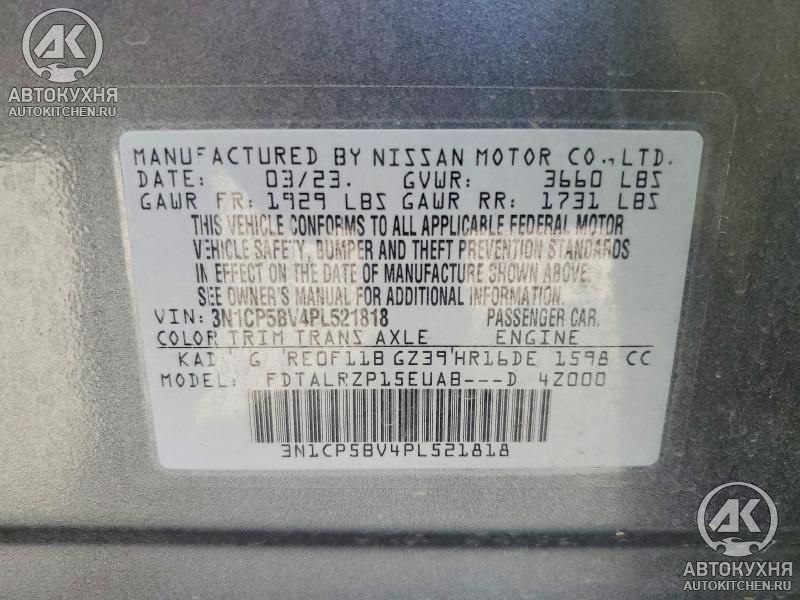 AK
АВТОКУХНЯ
AUTOKITCHEN.RU
MANUFACTURED BY NISSAN MOTOR CO., LTD.
DATE: 03/23. GVWR: 3660 LBS
GAWR FR: 1929 LBS GAWR RR: 1731 LBS
THIS VEHICLE CONFORMS TO ALL APPLICABLE FEDERAL MOTOR
VEHICLE SAFETY, BUMPER AND THEFT PREVENTION STANDARDS
IN EFFECT ON THE DATE OF MANUFACTURE SHOWN ABOVE.
SEE OWNER'S MANUAL FOR ADDITIONAL INFORMATION
VIN: 3N1CP5BV4PL521818 PASSENGER CAR.
COLOR TRIM TRANS AXLE ENGINE
KAD G RE0F11B GZ39 HR16DE 1598 CC
MODEL: FDTALRZP15EUAB---D 4Z000
3N1CP5BV4PL521818
AK
АВТОКУХНЯ
AUTOKITCHEN.RU